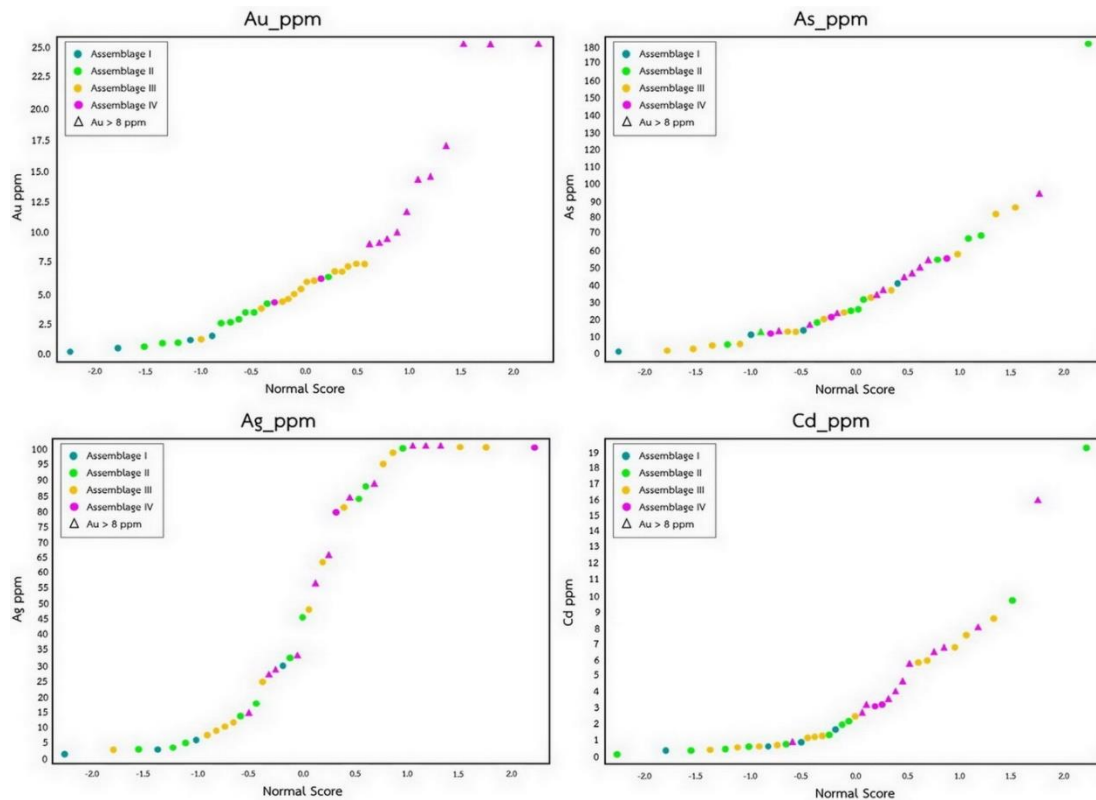 Au_ppm
25.0
22.5
20.0
17.5
15.0
12.5
10.0
7.5
5.0
2.5
0.0
Au ppm
Assemblage I
Assemblage II
Assemblage III
Assemblage IV
Au > 8 ppm
-2.0 -1.5 -1.0 -0.5 0.0 0.5 1.0 1.5 2.0
Normal Score
As_ppm
180
170
160
150
140
130
120
110
100
90
80
70
60
50
40
30
20
10
0
As ppm
Assemblage I
Assemblage II
Assemblage III
Assemblage IV
Au > 8 ppm
-2.0 -1.5 -1.0 -0.5 0.0 0.5 1.0 1.5 2.0
Normal Score
Ag_ppm
100
95
90
85
80
75
70
65
60
55
50
45
40
35
30
25
20
15
10
5
0
Ag ppm
Assemblage I
Assemblage II
Assemblage III
Assemblage IV
Au > 8 ppm
-2.0 -1.5 -1.0 -0.5 0.0 0.5 1.0 1.5 2.0
Normal Score
Cd_ppm
19
18
17
16
15
14
13
12
11
10
9
8
7
6
5
4
3
2
1
0
Cd ppm
Assemblage I
Assemblage II
Assemblage III
Assemblage IV
Au > 8 ppm
-2.0 -1.5 -1.0 -0.5 0.0 0.5 1.0 1.5 2.0
Normal Score